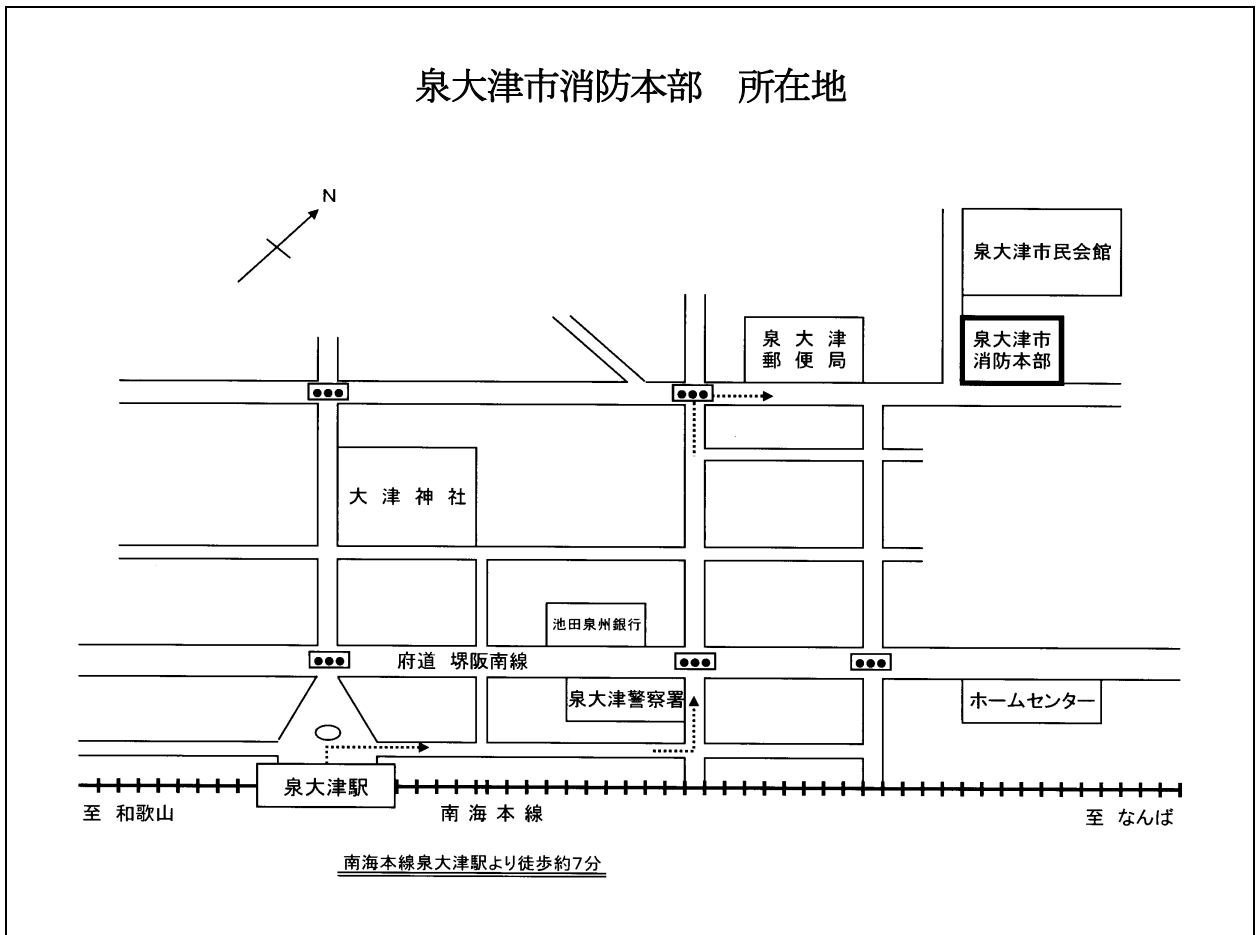 泉大津市消防本部　所在地
N
泉大津市民会館
泉大津
郵便局
泉大津市
消防本部
大津神社
池田泉州銀行
府道 堺阪南線
泉大津警察署
ホームセンター
泉大津駅
至 和歌山
南海本線
至 なんば
南海本線泉大津駅より徒歩約7分